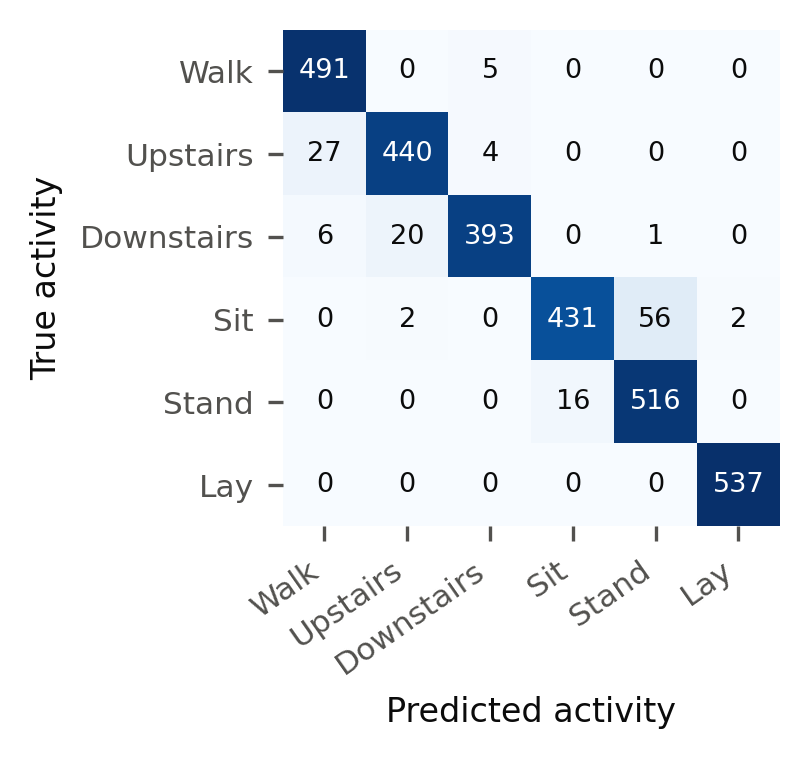 Walk 491 0 5 0 0 0
Upstairs 27 440 4 0 0 0
Downstairs 6 20 393 0 1 0
Sit 0 2 0 431 56 2
Stand 0 0 0 16 516 0
Lay 0 0 0 0 0 537
True activity
Walk Upstairs Downstairs Sit Stand Lay
Predicted activity